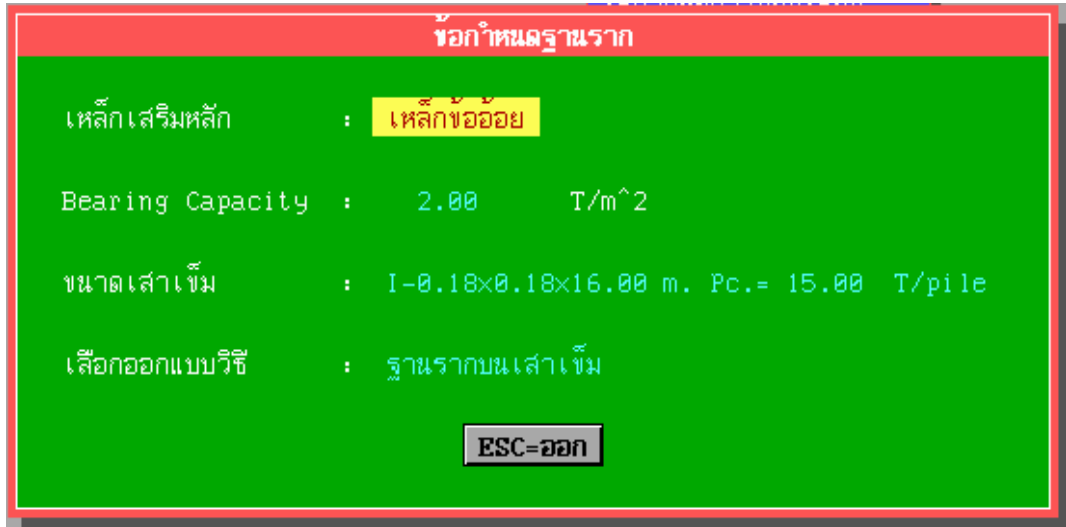 ข้อกำหนดฐานราก
เหล็กเสริมหลัก : เหล็กข้ออ้อย
Bearing Capacity : 2.00 T/m^2
ขนาดเสาเข็ม : I-0.18x0.18x16.00 m. Pc.= 15.00 T/pile
เลือกออกแบบวิธี : ฐานรากบนเสาเข็ม
ESC=ออก